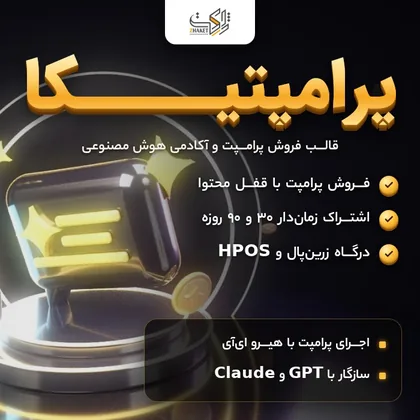 ژاکت
ZHAKET
پرامپتیکا
قالب فروش پرامپت و آکادمی هوش مصنوعی
فروش پرامپت با قفل محتوا
اشتراک زمان‌دار ۳۰ و ۹۰ روزه
درگاه زرین‌پال و HPOS
اجرای پرامپت با هیرو ای‌آی
سازگار با GPT و Claude